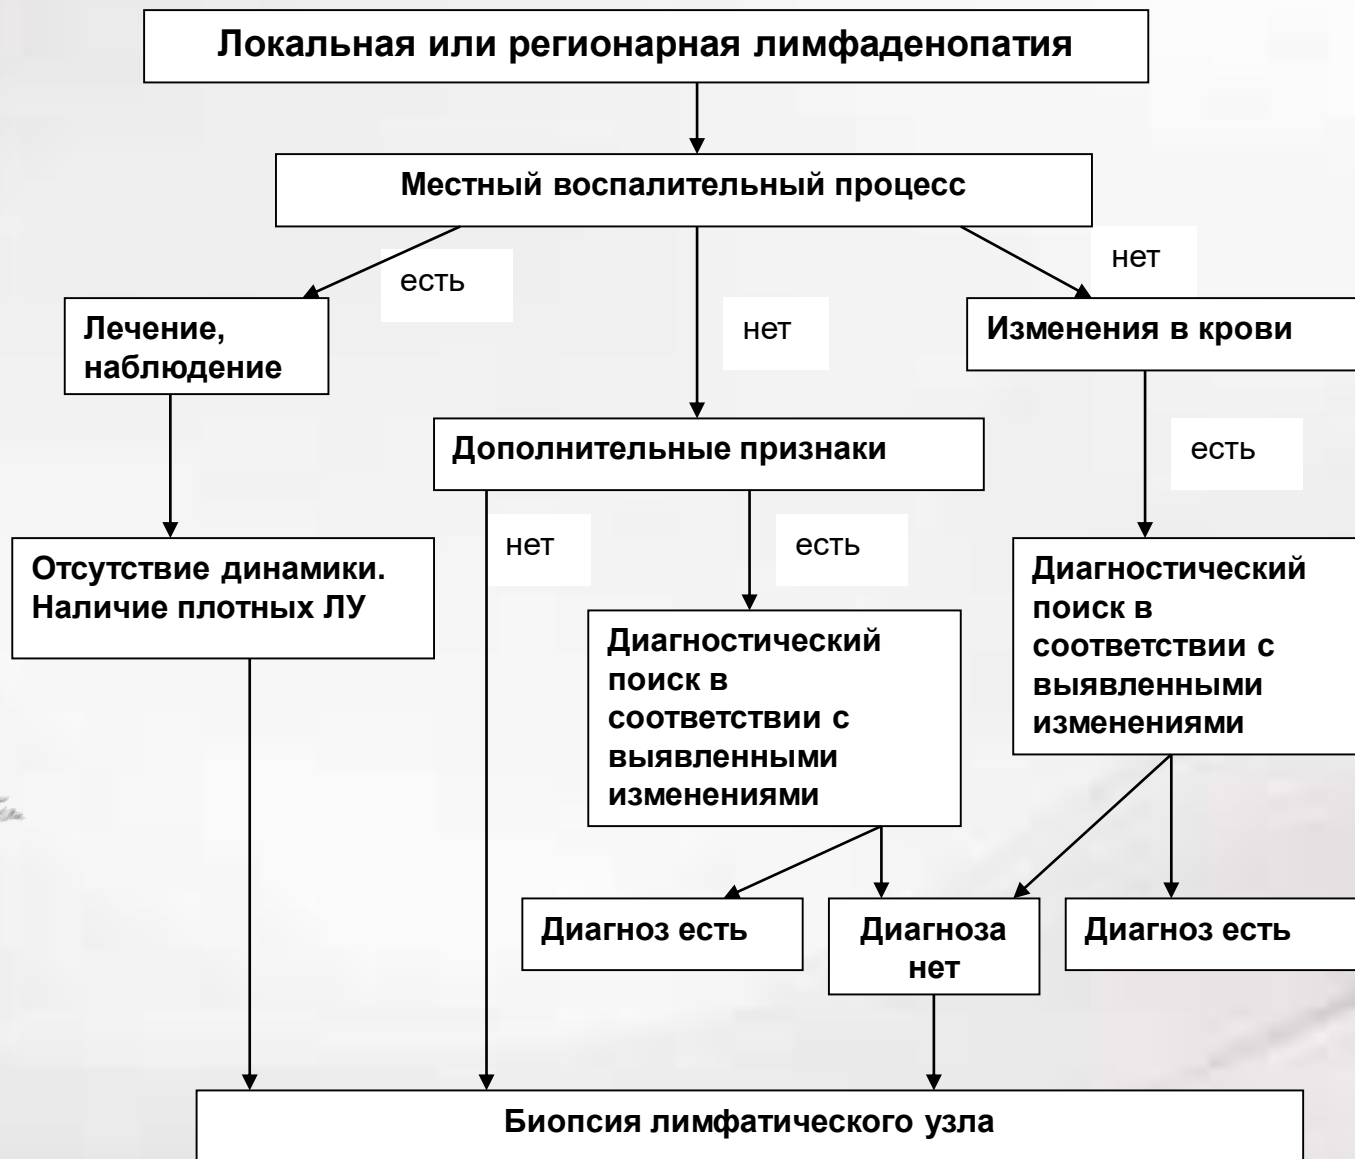 Локальная или регионарная лимфаденопатия
Местный воспалительный процесс
есть
нет
нет
Лечение,
наблюдение
Изменения в крови
Дополнительные признаки
есть
нет
есть
Отсутствие динамики.
Наличие плотных ЛУ
Диагностический
поиск в
соответствии с
выявленными
изменениями
Диагностический
поиск в
соответствии с
выявленными
изменениями
Диагноз есть
Диагноза
нет
Диагноз есть
Биопсия лимфатического узла